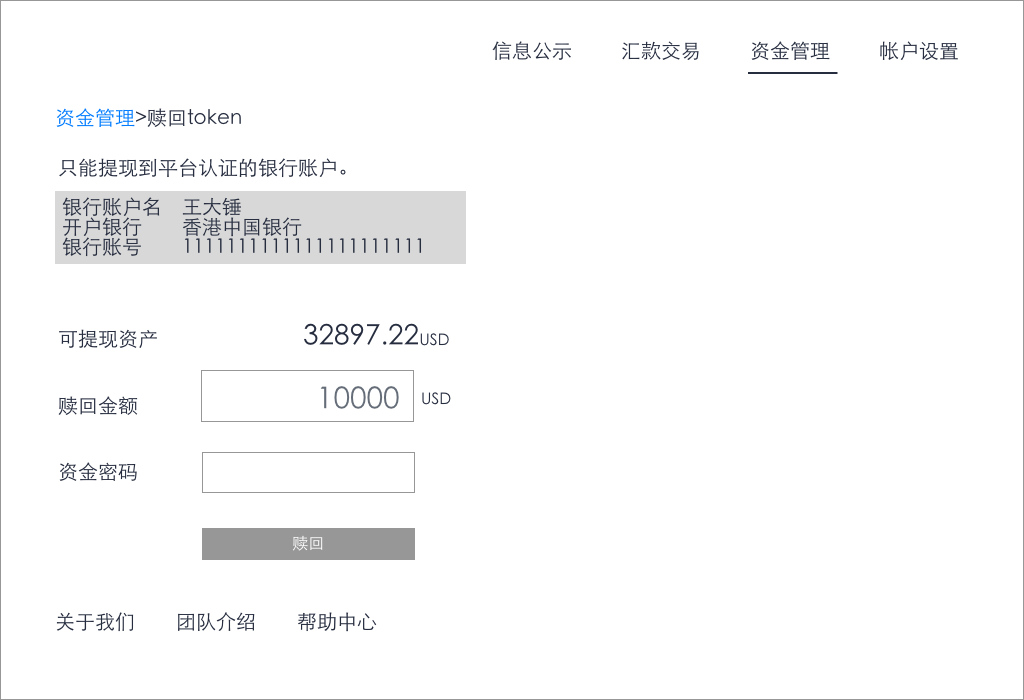 信息公示 汇款交易 资金管理 帐户设置
资金管理>赎回token
只能提现到平台认证的银行账户。
银行账户名 王大锤
开户银行 香港中国银行
银行账号 1111111111111111111111
可提现资产 32897.22USD
赎回金额 10000 USD
资金密码
赎回
关于我们 团队介绍 帮助中心